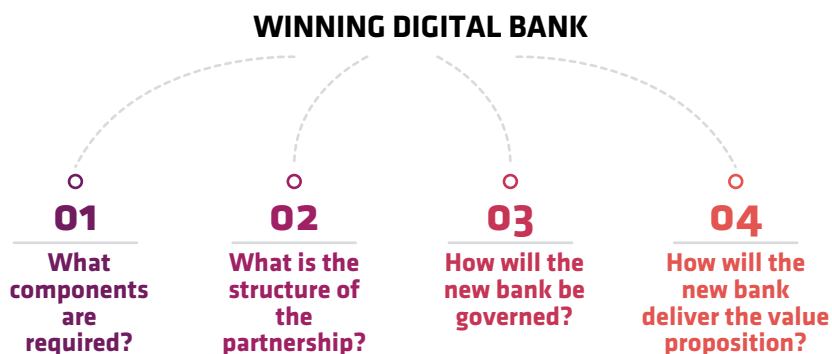 WINNING DIGITAL BANK
01
What
components
are
required?
02
What is the
structure of
the
partnership?
03
How will the
new bank be
governed?
04
How will the
new bank
deliver the value
proposition?